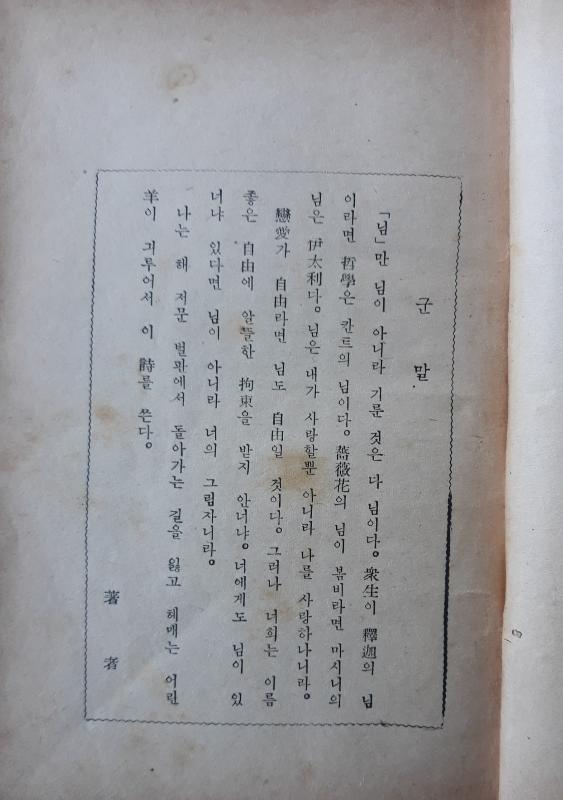 군 말
「님」만 님이 아니라 기룬 것은 다 님이다。衆生이 釋迦의 님
이라면 哲學은 칸트의 님이다。薔薇花의 님이 봄비라면 마시니의
님은 伊太利다。님은 내가 사랑할뿐 아니라 나를 사랑하나니라。
戀愛가 自由라면 님도 自由일 것이다。그러나 너희는 이름
좋은 自由에 알뜰한 拘束을 받지 안너냐。너에게도 님이 있
너냐 있다면 님이 아니라 너의 그림자니라。
나는 해 저문 벌판에서 돌아가는 길을 잃고 헤매는 어린
羊이 긔루어서 이 詩를 쓴다。
著 者